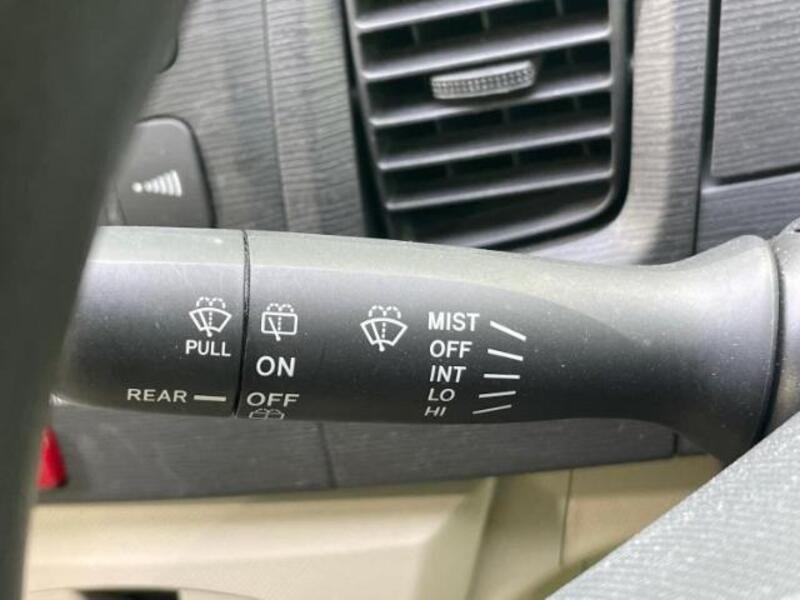 PULL
REAR
ON
OFF
MIST
OFF
INT
LO
HI